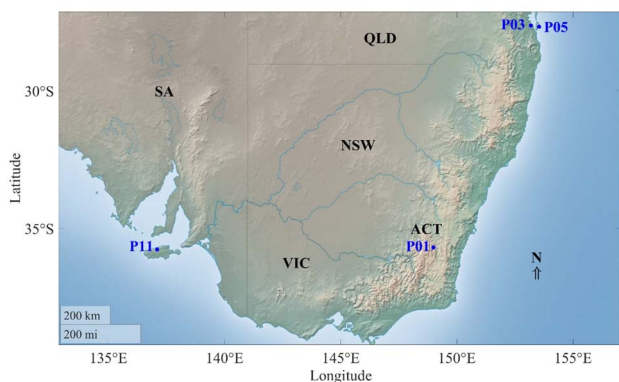 QLD
P03 P05
30°S
SA
NSW
Latitude
35°S
ACT
P11
P01
VIC
N
⇑
200 km
200 mi
135°E 140°E 145°E 150°E 155°E
Longitude